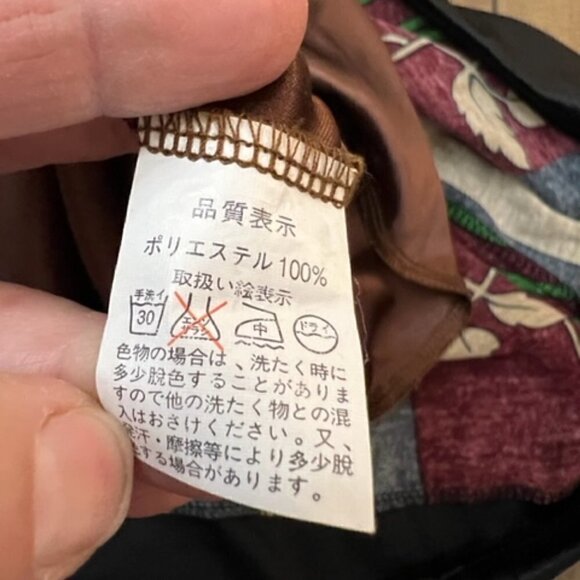 品質表示
ポリエステル 100%
取扱い絵表示
手洗イ
30
エンソ
サラシ
中
ドライ
色物の場合は、洗たく時に
多少脱色することがありま
すので他の洗たく物との混
入はおさけください。又、
発汗・摩擦等により多少脱
色する場合があります。